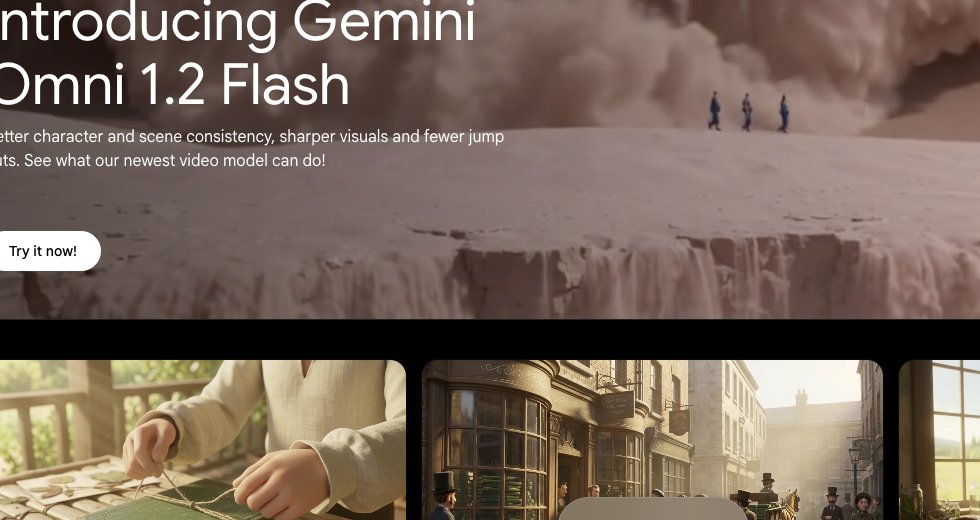 ntroducing Gemini
Omni 1.2 Flash
etter character and scene consistency, sharper visuals and fewer jump
uts. See what our newest video model can do!
Try it now!